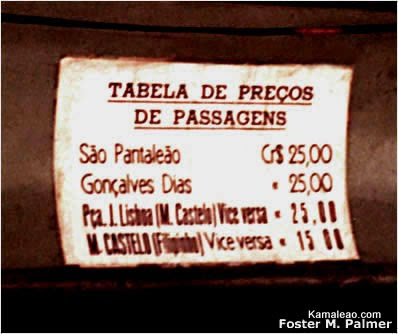 TABELA DE PREÇOS
DE PASSAGENS
São Pantaleão Cr$ 25,00
Gonçalves Dias " 25,00
Pça. J. Lisboa (M. Castelo) Vice versa " 25,00
M. CASTELO (Filipinho) Vice versa " 15 00
Kamaleao.com
Foster M. Palmer